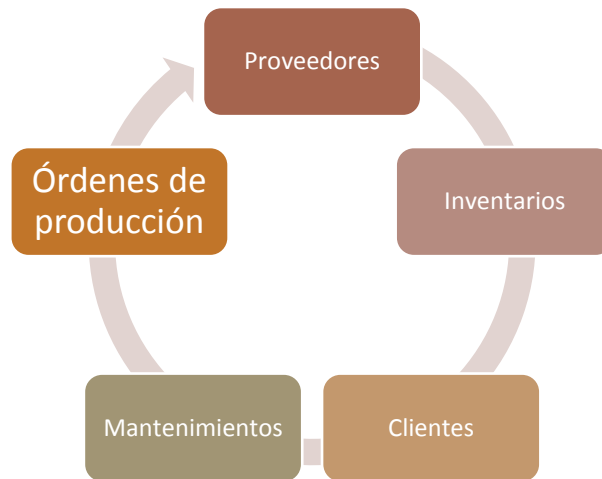 Proveedores
Inventarios
Clientes
Mantenimientos
Órdenes de
producción